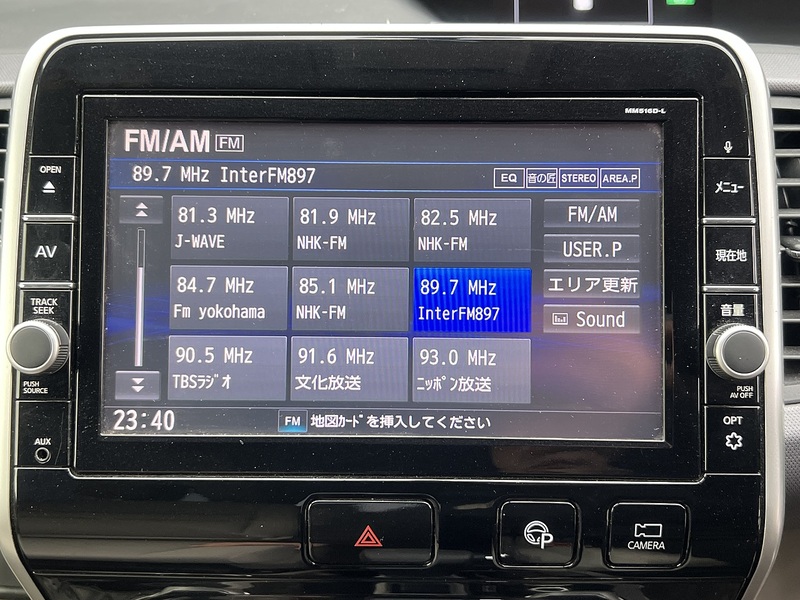 MM516D-L
FM/AM FM
89.7 MHz InterFM897
EQ 音の匠 STEREO AREA.P
81.3 MHz
J-WAVE
81.9 MHz
NHK-FM
82.5 MHz
NHK-FM
FM/AM
USER.P
84.7 MHz
Fm yokohama
85.1 MHz
NHK-FM
89.7 MHz
InterFM897
エリア更新
Sound
90.5 MHz
TBSラジオ
91.6 MHz
文化放送
93.0 MHz
ニッポン放送
23:40
FM 地図カードを挿入してください
OPEN
AV
TRACK
SEEK
PUSH
SOURCE
AUX
メニュー
現在地
音量
PUSH
AV OFF
OPT
P
CAMERA